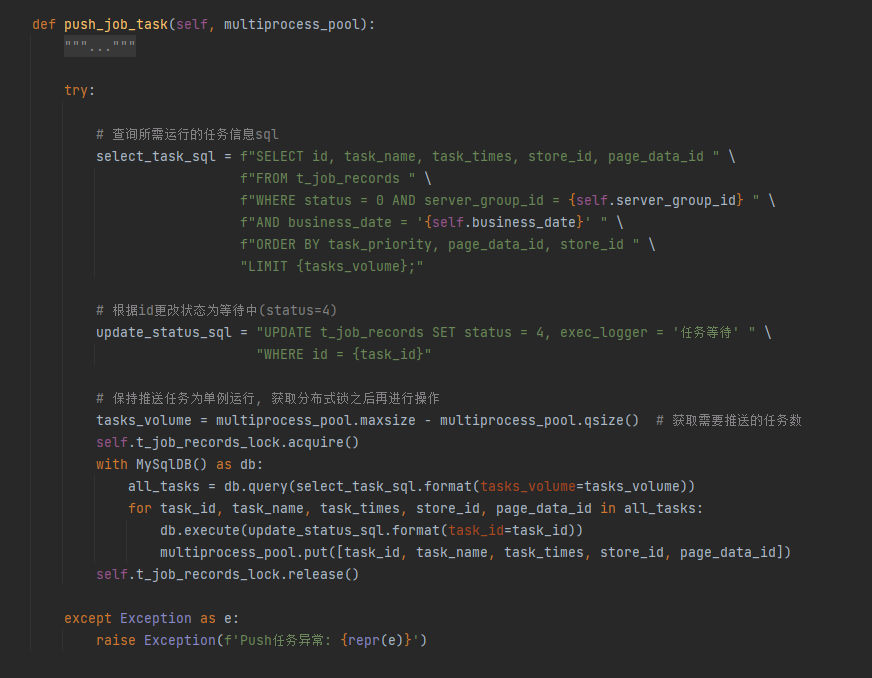 def push_job_task(self, multiprocess_pool):
"""..."""
try:
# 查询所需运行的任务信息sql
select_task_sql = f"SELECT id, task_name, task_times, store_id, page_data_id " \
f"FROM t_job_records " \
f"WHERE status = 0 AND server_group_id = {self.server_group_id} " \
f"AND business_date = '{self.business_date}' " \
f"ORDER BY task_priority, page_data_id, store_id " \
"LIMIT {tasks_volume};"
# 根据id更改状态为等待中(status=4)
update_status_sql = "UPDATE t_job_records SET status = 4, exec_logger = '任务等待' " \
"WHERE id = {task_id}"
# 保持推送任务为单例运行, 获取分布式锁之后再进行操作
tasks_volume = multiprocess_pool.maxsize - multiprocess_pool.qsize()  # 获取需要推送的任务数
self.t_job_records_lock.acquire()
with MySqlDB() as db:
all_tasks = db.query(select_task_sql.format(tasks_volume=tasks_volume))
for task_id, task_name, task_times, store_id, page_data_id in all_tasks:
db.execute(update_status_sql.format(task_id=task_id))
multiprocess_pool.put([task_id, task_name, task_times, store_id, page_data_id])
self.t_job_records_lock.release()
except Exception as e:
raise Exception(f'Push任务异常: {repr(e)}')